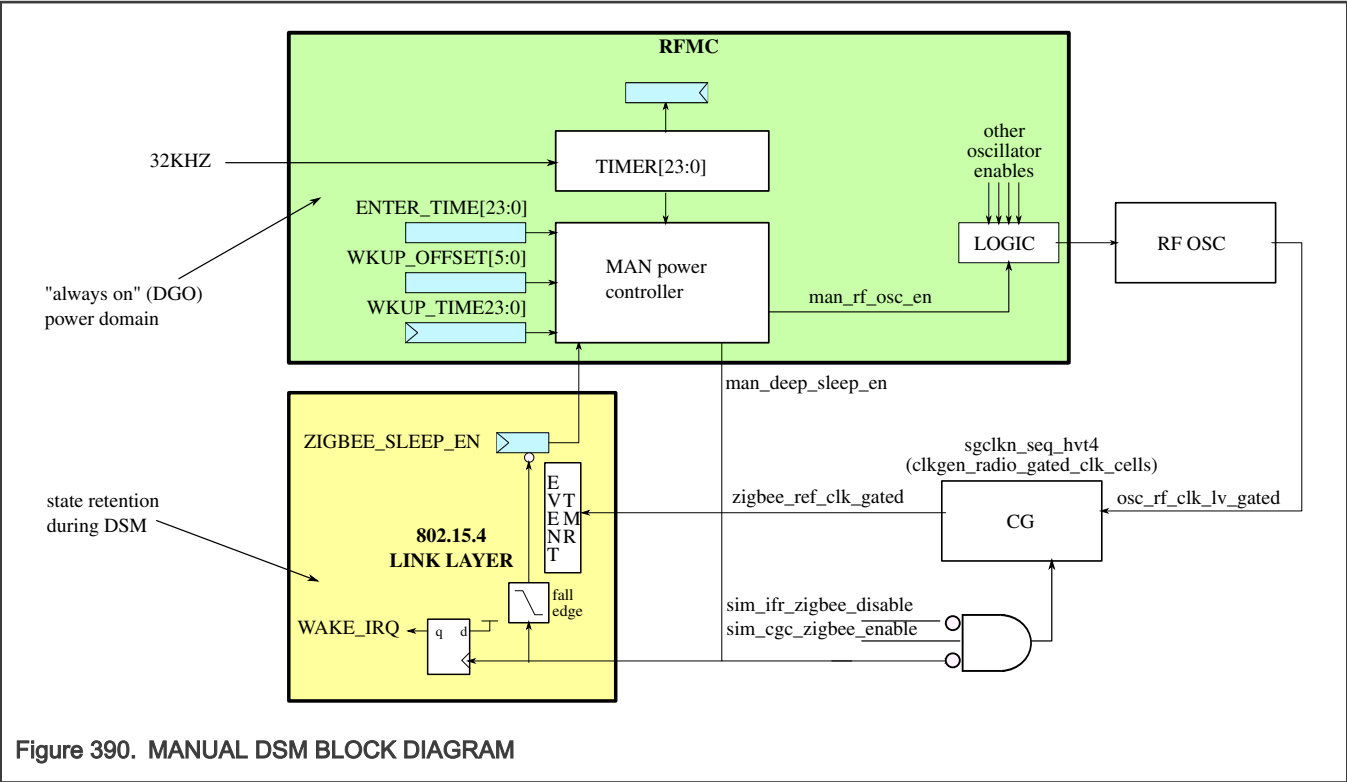 RFMC
32KHZ
TIMER[23:0]
other
oscillator
enables
ENTER_TIME[23:0]
WKUP_OFFSET[5:0]
WKUP_TIME23:0]
MAN power
controller
LOGIC
RF OSC
man_rf_osc_en
"always on" (DGO)
power domain
man_deep_sleep_en
ZIGBEE_SLEEP_EN
EVENT
TMR
sgclkn_seq_hvt4
(clkgen_radio_gated_clk_cells)
zigbee_ref_clk_gated
osc_rf_clk_lv_gated
CG
state retention
during DSM
802.15.4
LINK LAYER
fall
edge
WAKE_IRQ
q d
sim_ifr_zigbee_disable
sim_cgc_zigbee_enable
Figure 390. MANUAL DSM BLOCK DIAGRAM